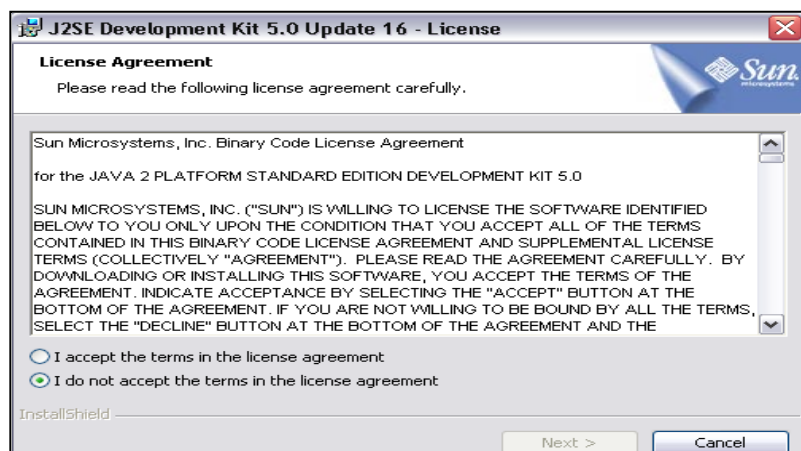 J2SE Development Kit 5.0 Update 16 - License
License Agreement
Please read the following license agreement carefully.
Sun
microsystems
Sun Microsystems, Inc. Binary Code License Agreement
for the JAVA 2 PLATFORM STANDARD EDITION DEVELOPMENT KIT 5.0
SUN MICROSYSTEMS, INC. ("SUN") IS WILLING TO LICENSE THE SOFTWARE IDENTIFIED
BELOW TO YOU ONLY UPON THE CONDITION THAT YOU ACCEPT ALL OF THE TERMS
CONTAINED IN THIS BINARY CODE LICENSE AGREEMENT AND SUPPLEMENTAL LICENSE
TERMS (COLLECTIVELY "AGREEMENT"). PLEASE READ THE AGREEMENT CAREFULLY. BY
DOWNLOADING OR INSTALLING THIS SOFTWARE, YOU ACCEPT THE TERMS OF THE
AGREEMENT. INDICATE ACCEPTANCE BY SELECTING THE "ACCEPT" BUTTON AT THE
BOTTOM OF THE AGREEMENT. IF YOU ARE NOT WILLING TO BE BOUND BY ALL THE TERMS,
SELECT THE "DECLINE" BUTTON AT THE BOTTOM OF THE AGREEMENT AND THE
I accept the terms in the license agreement
I do not accept the terms in the license agreement
InstallShield
Next >
Cancel